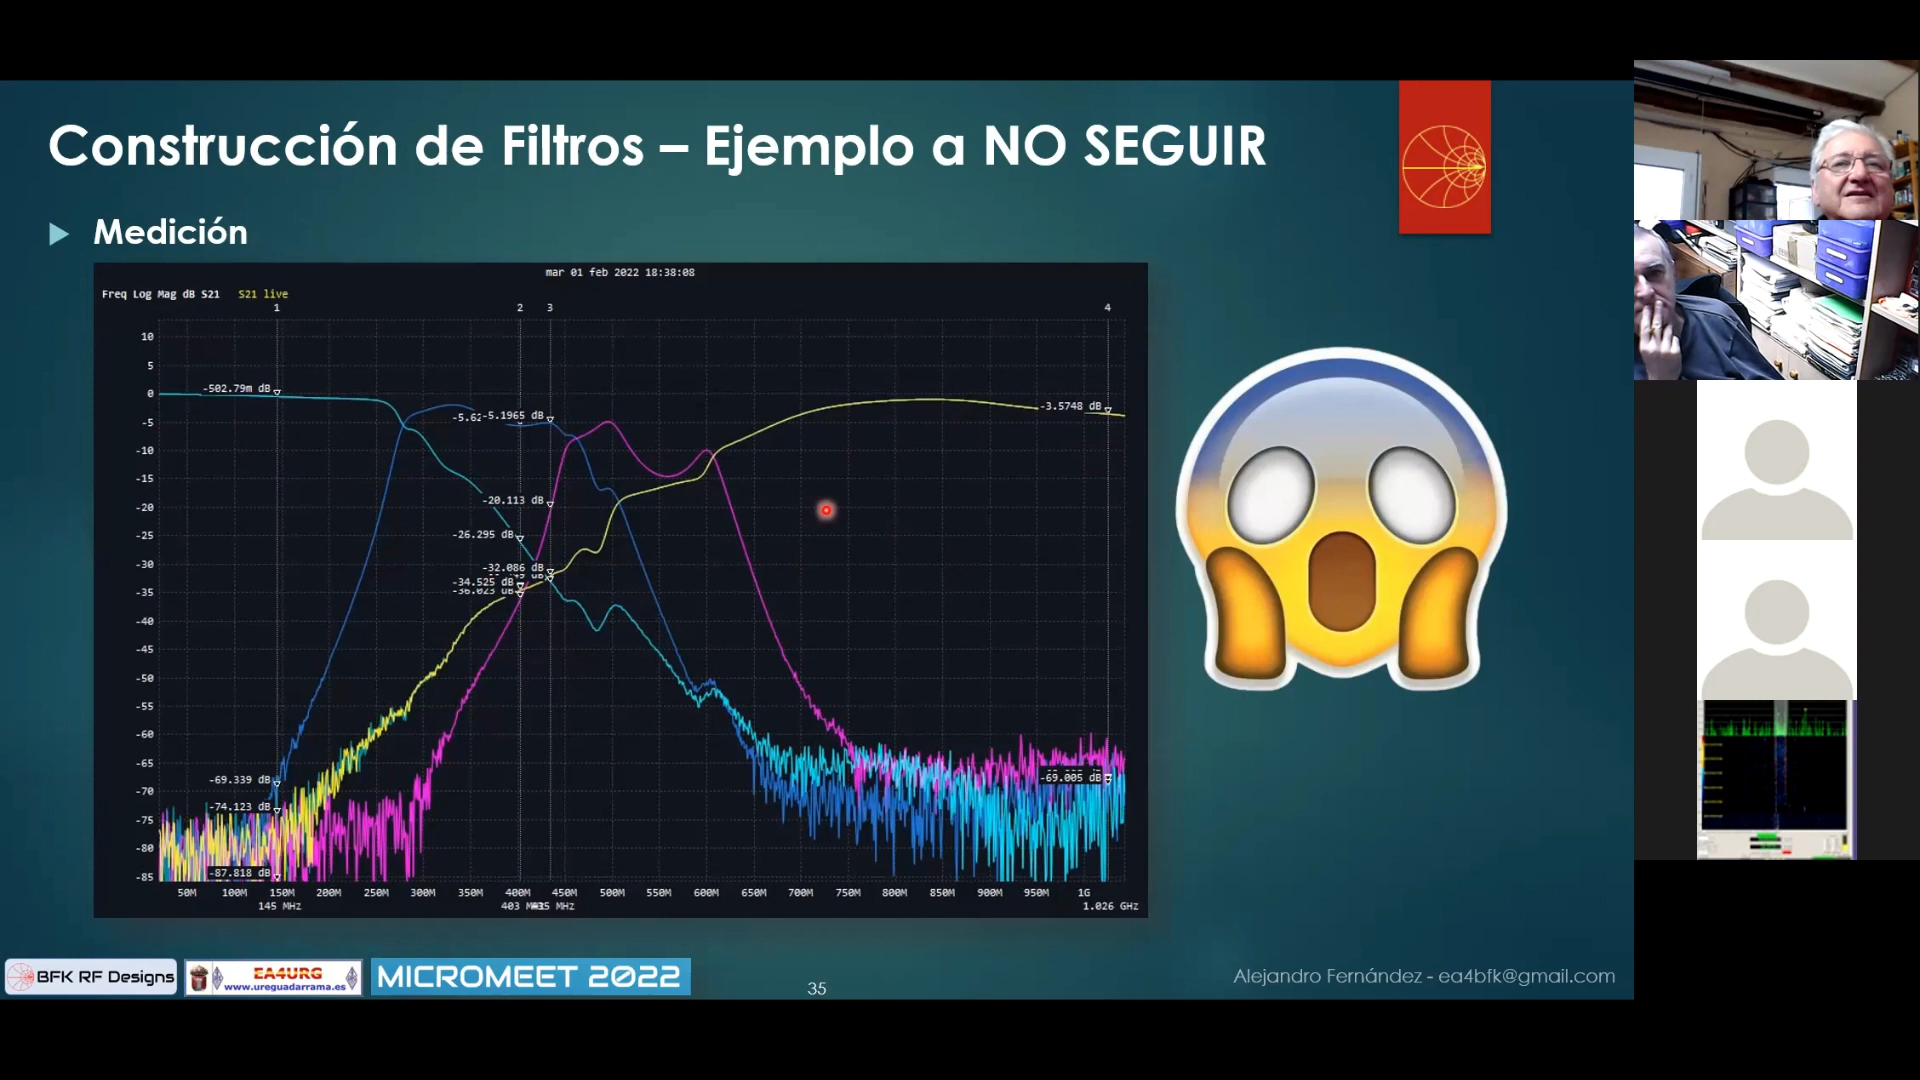 Construcción de Filtros – Ejemplo a NO SEGUIR
Medición
mar 01 feb 2022 18:38:08
Freq Log Mag dB S21 S21 live
1 2 3 4
10
5
0
-5
-10
-15
-20
-25
-30
-35
-40
-45
-50
-55
-60
-65
-70
-75
-80
-85
-502.79m dB
-5.1965 dB
-3.5748 dB
-20.113 dB
-26.295 dB
-32.086 dB
-34.525 dB
-36.023 dB
-69.339 dB
-69.005 dB
-74.123 dB
-87.818 dB
50M 100M 150M 200M 250M 300M 350M 400M 450M 500M 550M 600M 650M 700M 750M 800M 850M 900M 950M 1G
145 MHz 403 435 MHz 1.026 GHz
BFK RF Designs
EA4URG
www.ureguadarrama.es
MICROMEET 2022
35
Alejandro Fernández - ea4bfk@gmail.com